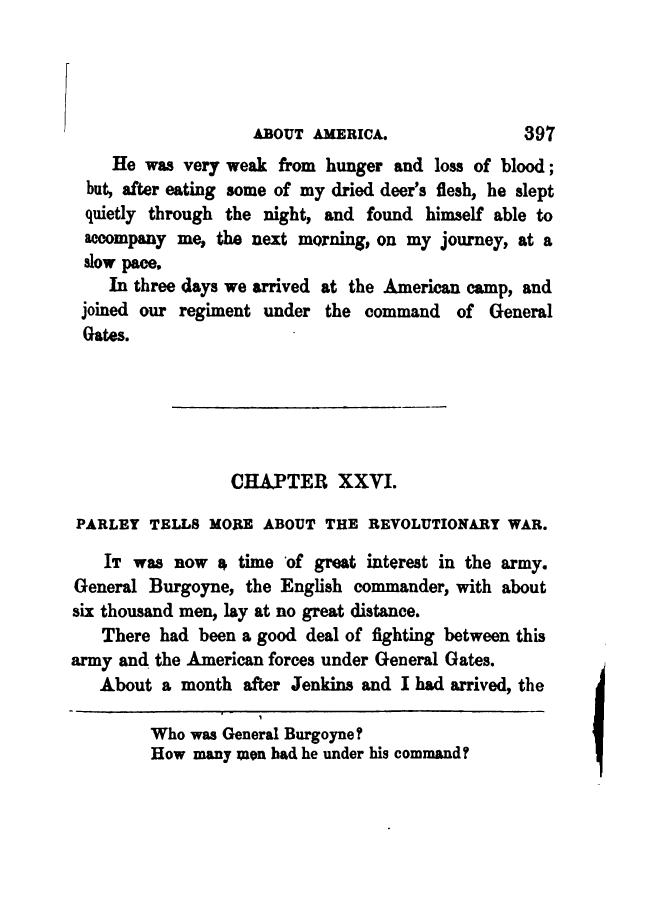 ABOUT AMERICA. 397
He was very weak from hunger and loss of blood;
but, after eating some of my dried deer's flesh, he slept
quietly through the night, and found himself able to
accompany me, the next morning, on my journey, at a
slow pace.
In three days we arrived at the American camp, and
joined our regiment under the command of General
Gates.
CHAPTER XXVI.
PARLEY TELLS MORE ABOUT THE REVOLUTIONARY WAR.
IT was now a time of great interest in the army.
General Burgoyne, the English commander, with about
six thousand men, lay at no great distance.
There had been a good deal of fighting between this
army and the American forces under General Gates.
About a month after Jenkins and I had arrived, the
Who was General Burgoyne?
How many men had he under his command?